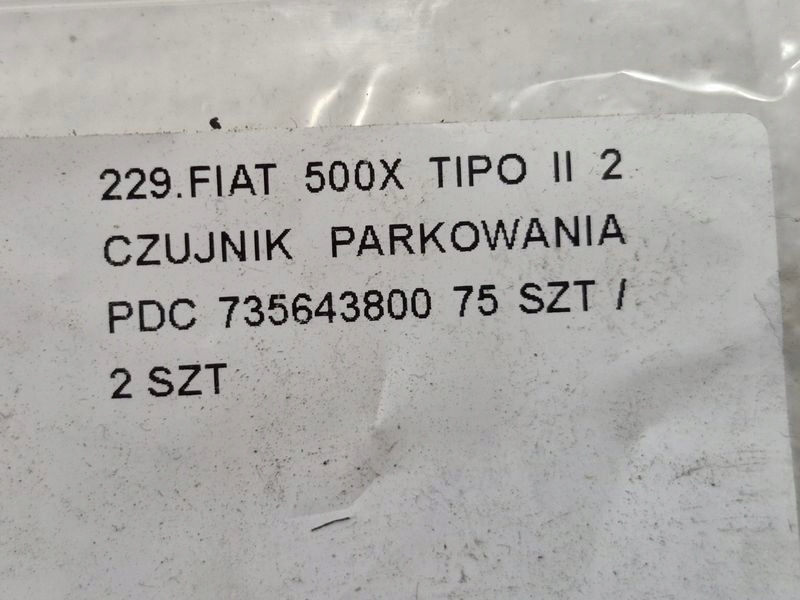 229.FIAT 500X TIPO II 2
CZUJNIK PARKOWANIA
PDC 735643800 75 SZT /
2 SZT